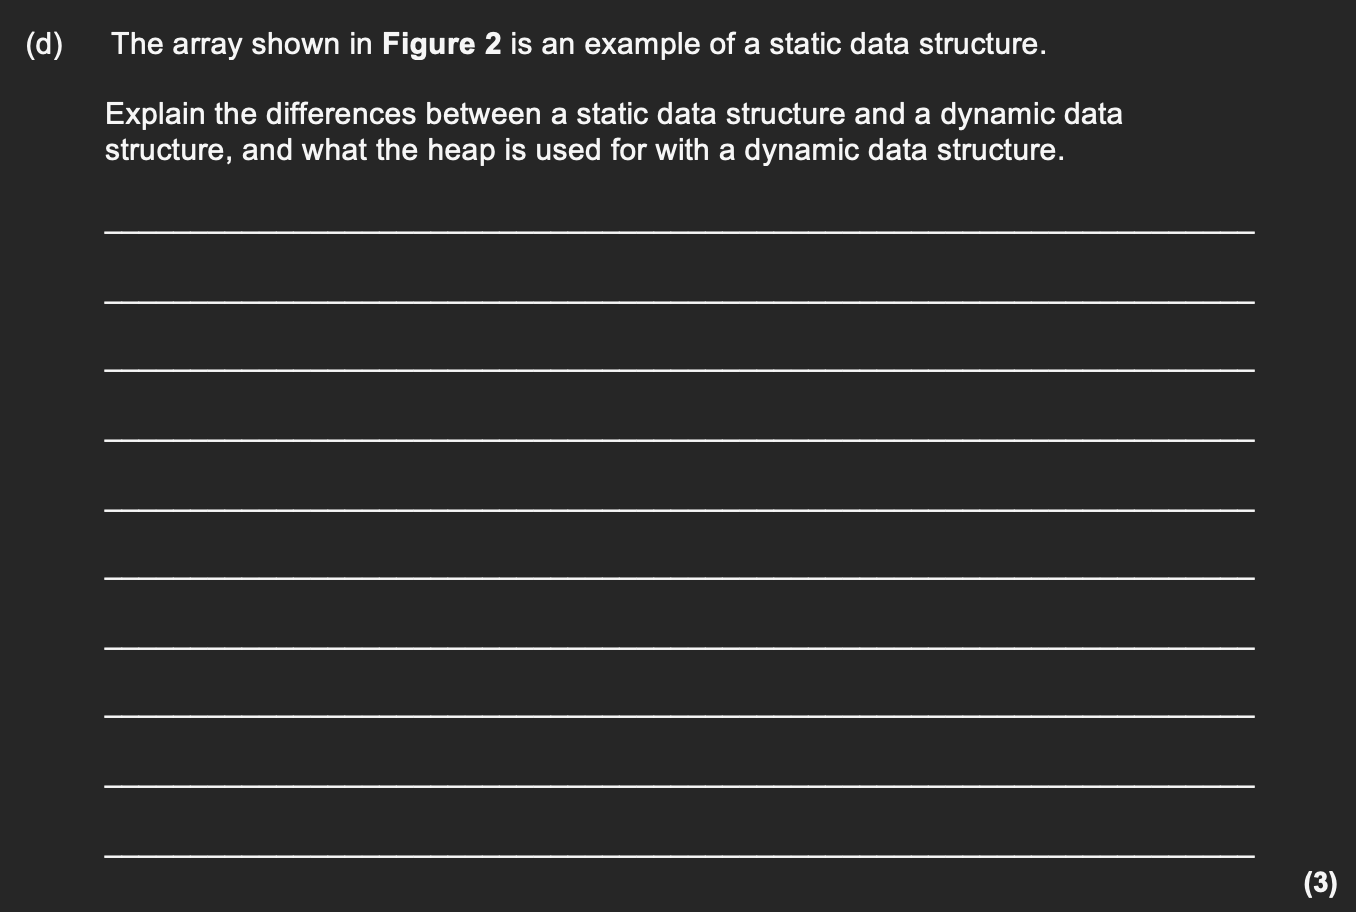 (d) The array shown in Figure 2 is an example of a static data structure.
Explain the differences between a static data structure and a dynamic data
structure, and what the heap is used for with a dynamic data structure.
(3)